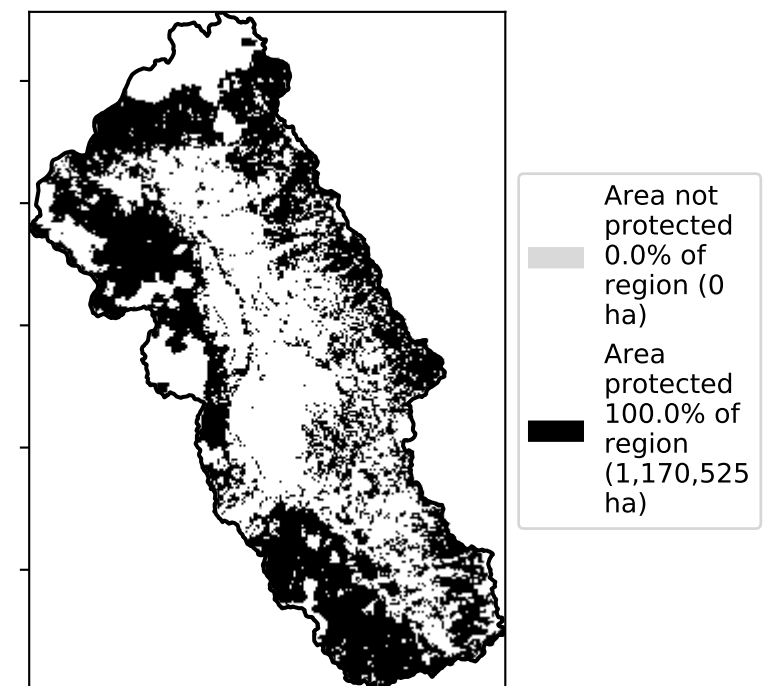 Area not
protected
0.0% of
region (0
ha)
Area
protected
100.0% of
region
(1,170,525
ha)